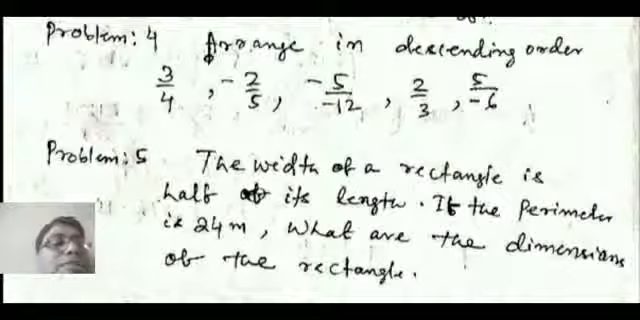 Problem: 4 Arrange in descending order
3/4 , -2/5 , -5/-12 , 2/3 , 5/-6
Problem: 5 The width of a rectangle is
half of its length. If the perimeter
is 24m, What are the dimensions
of the rectangle.